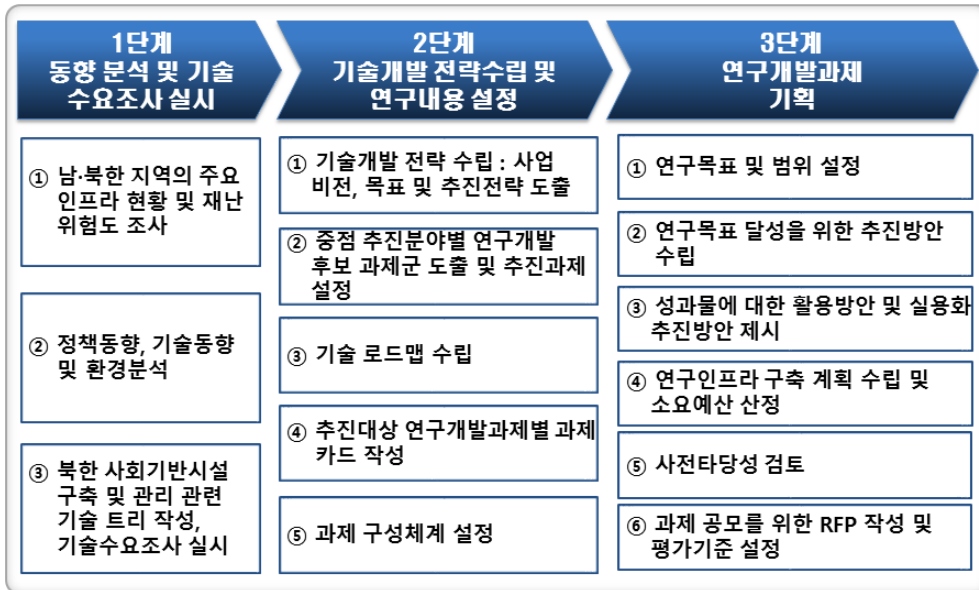 1단계
동향 분석 및 기술
수요조사 실시
① 남·북한 지역의 주요
인프라 현황 및 재난
위험도 조사
② 정책동향, 기술동향
및 환경분석
③ 북한 사회기반시설
구축 및 관리 관련
기술 트리 작성,
기술수요조사 실시
2단계
기술개발 전략수립 및
연구내용 설정
① 기술개발 전략 수립 : 사업
비전, 목표 및 추진전략 도출
② 중점 추진분야별 연구개발
후보 과제군 도출 및 추진과제
설정
③ 기술 로드맵 수립
④ 추진대상 연구개발과제별 과제
카드 작성
⑤ 과제 구성체계 설정
3단계
연구개발과제
기획
① 연구목표 및 범위 설정
② 연구목표 달성을 위한 추진방안
수립
③ 성과물에 대한 활용방안 및 실용화
추진방안 제시
④ 연구인프라 구축 계획 수립 및
소요예산 산정
⑤ 사전타당성 검토
⑥ 과제 공모를 위한 RFP 작성 및
평가기준 설정